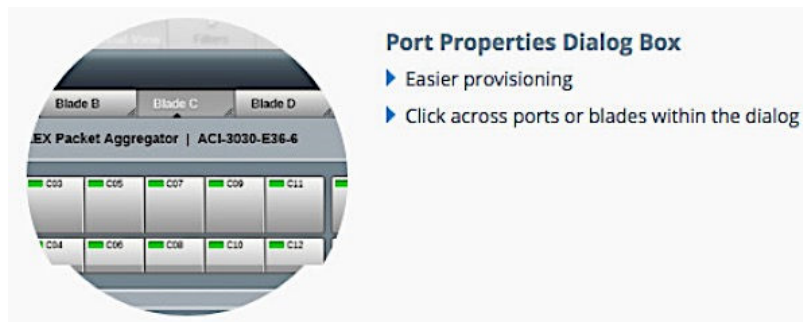 Filters
Blade B
Blade C
Blade D
EX Packet Aggregator | ACI-3030-E36-6
C03
C05
C07
C09
C11
C04
C06
C08
C10
C12
Port Properties Dialog Box
Easier provisioning
Click across ports or blades within the dialog